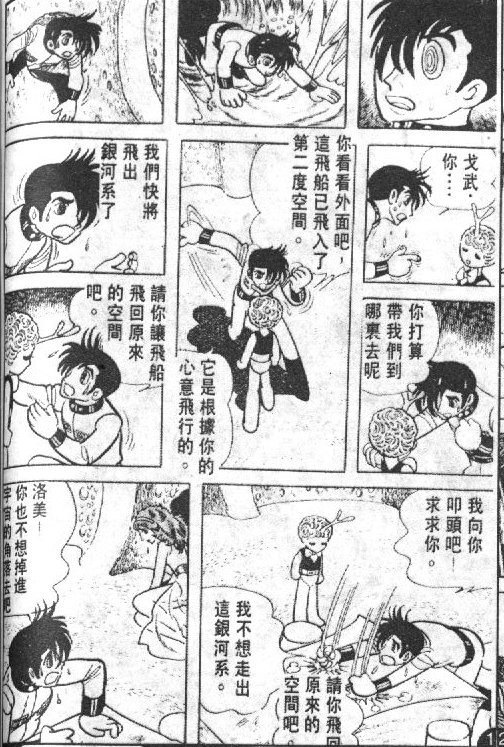 戈武．
你‥‥
你看看外面吧，
這飛船已飛入了
第二度空間。
我們快將
飛出
銀河系了
你打算
帶我們到
哪裏去呢
它是根據你的
心意飛行的。
請你讓飛船
飛回原來
的空間
吧。
我向你
叩頭吧—
求求你。
請你飛回
原來的
空間吧
我不想走出
這銀河系。
洛美—
你也不想掉進
宇宙的角落去吧
1